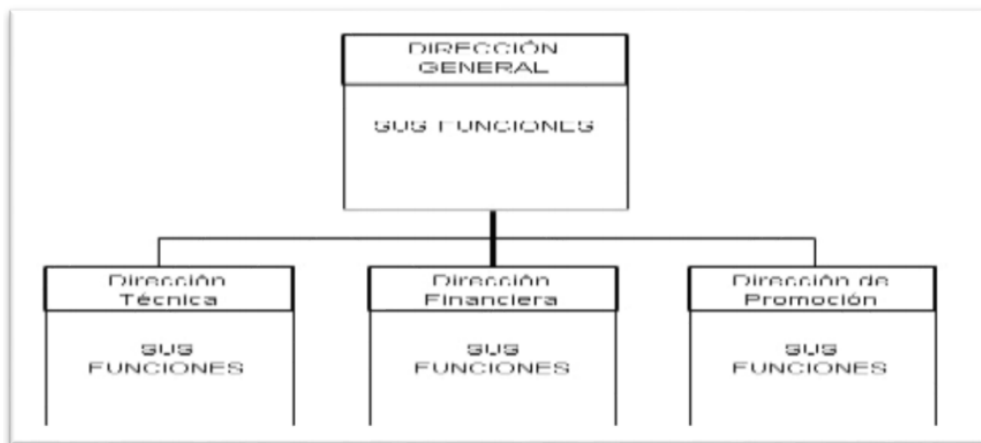 DIRECCIÓN
GENERAL
SUS FUNCIONES
Dirección
Técnica
SUS
FUNCIONES
Dirección
Financiera
SUS
FUNCIONES
Dirección de
Promoción
SUS
FUNCIONES